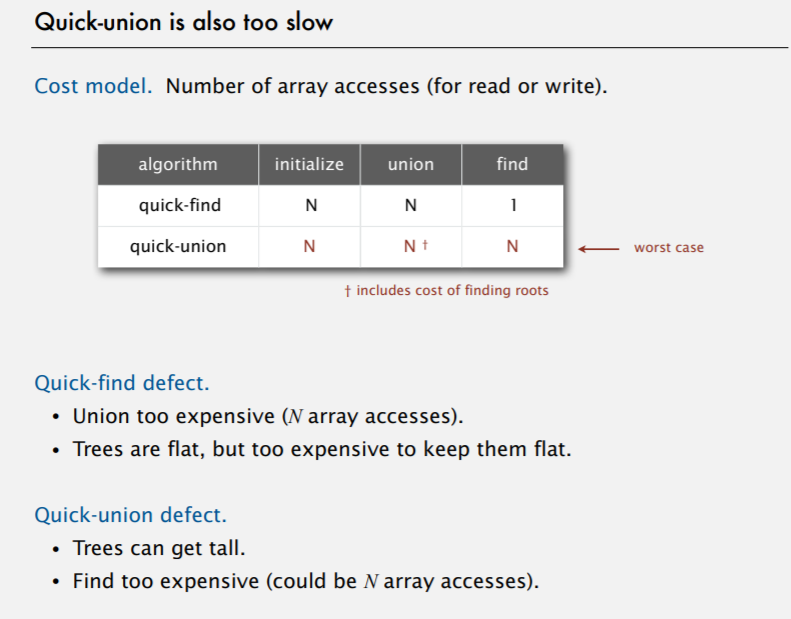 Quick-union is also too slow
Cost model. Number of array accesses (for read or write).
algorithm initialize union find
quick-find N N 1
quick-union N N † N worst case
† includes cost of finding roots
Quick-find defect.
• Union too expensive (N array accesses).
• Trees are flat, but too expensive to keep them flat.
Quick-union defect.
• Trees can get tall.
• Find too expensive (could be N array accesses).